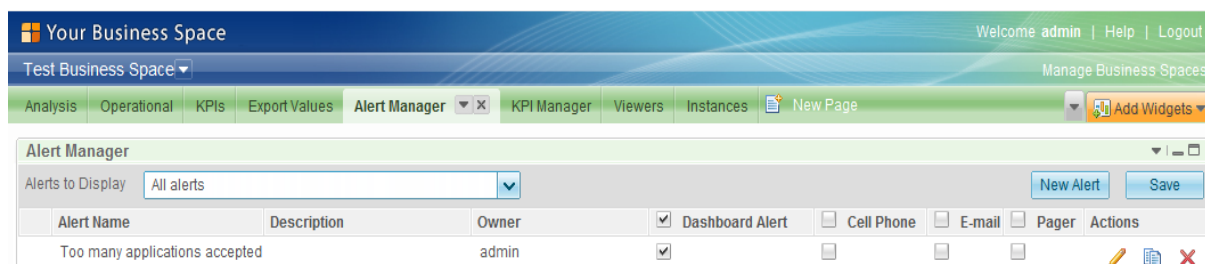 Your Business Space Welcome admin | Help | Logout
Test Business Space Manage Business Spaces
Analysis Operational KPIs Export Values Alert Manager KPI Manager Viewers Instances New Page Add Widgets
Alert Manager
Alerts to Display All alerts New Alert Save
Alert Name Description Owner Dashboard Alert Cell Phone E-mail Pager Actions
Too many applications accepted admin